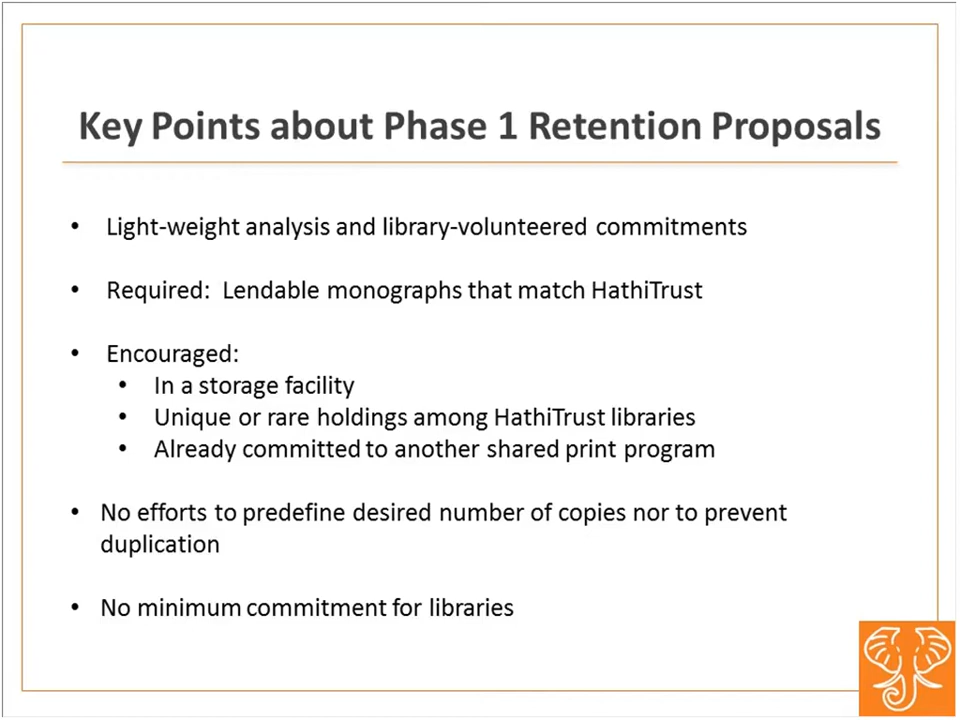 Key Points about Phase 1 Retention Proposals
• Light-weight analysis and library-volunteered commitments
• Required:  Lendable monographs that match HathiTrust
• Encouraged:
• In a storage facility
• Unique or rare holdings among HathiTrust libraries
• Already committed to another shared print program
• No efforts to predefine desired number of copies nor to prevent
duplication
• No minimum commitment for libraries